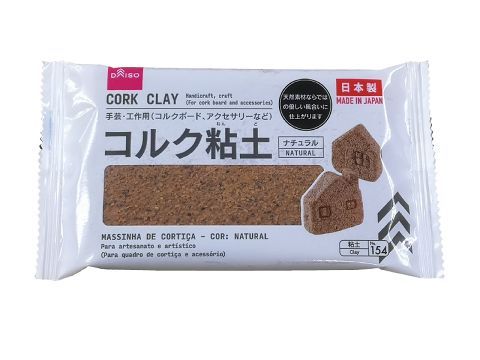 DAISO
CORK CLAY
Handicraft, craft
(For cork board and accessories)
手芸・工作用(コルクボード、アクセサリーなど)
コルク粘土
ねん ど
ナチュラル
NATURAL
天然素材ならでは
の優しい風合いに
仕上がります
日本製
MADE IN JAPAN
MASSINHA DE CORTIÇA - COR: NATURAL
Para artesanato e artístico
(Para quadro de cortiça e acessório)
粘土
Clay
No.
154